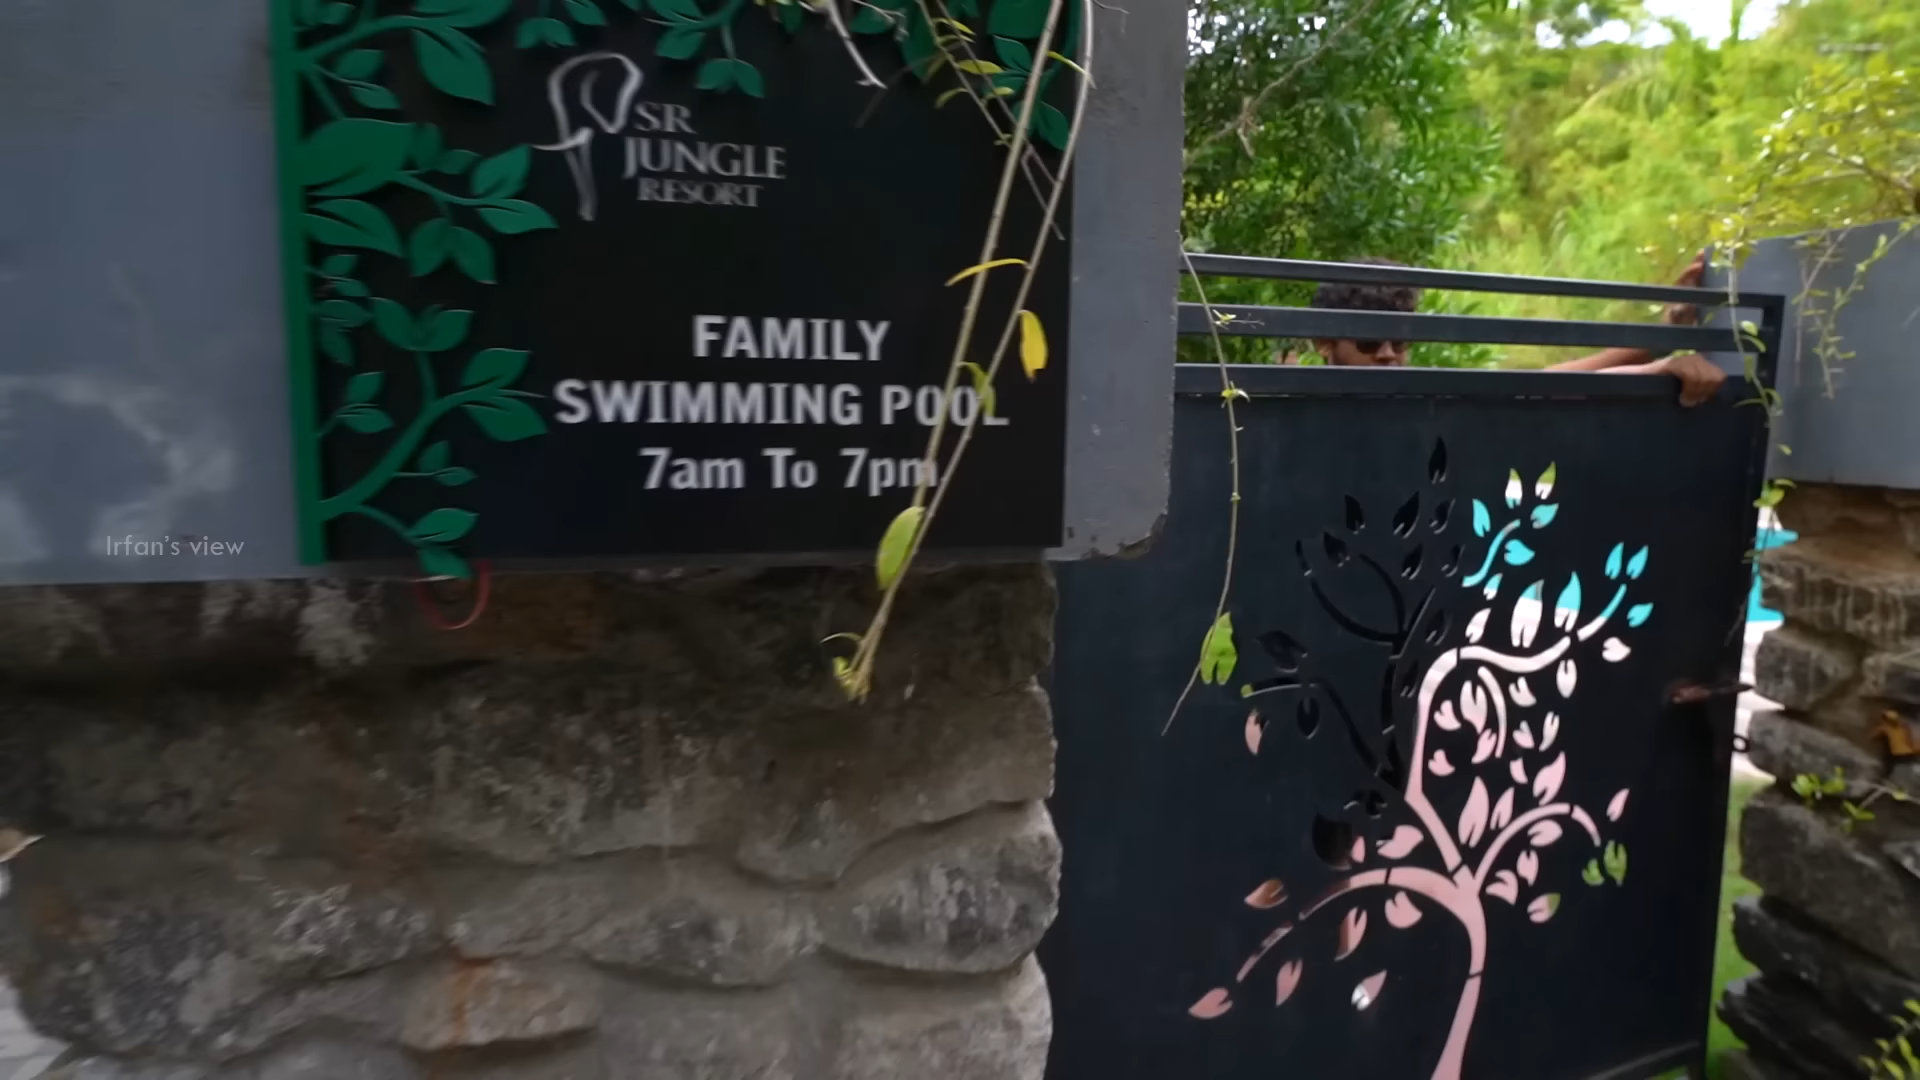 SR
JUNGLE
RESORT
FAMILY
SWIMMING POOL
7am To 7pm
Irfan's view